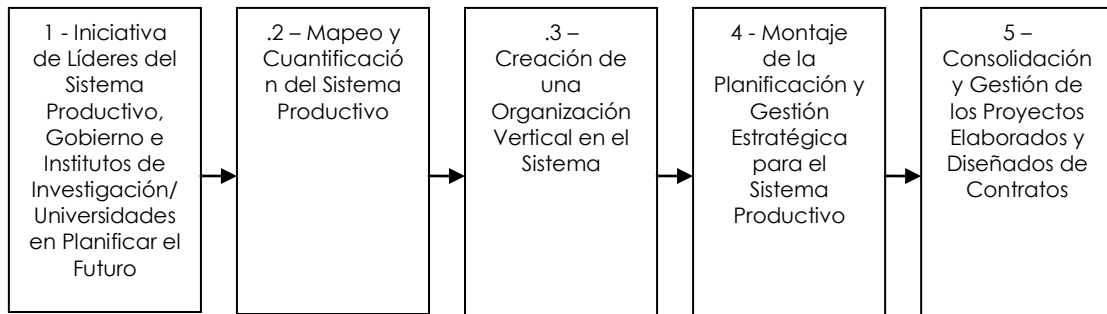 1 - Iniciativa
de Líderes del
Sistema
Productivo,
Gobierno e
Institutos de
Investigación/
Universidades
en Planificar el
Futuro
.2 – Mapeo y
Cuantificació
n del Sistema
Productivo
.3 –
Creación de
una
Organización
Vertical en el
Sistema
4 - Montaje
de la
Planificación y
Gestión
Estratégica
para el
Sistema
Productivo
5 –
Consolidación
y Gestión de
los Proyectos
Elaborados y
Diseñados de
Contratos